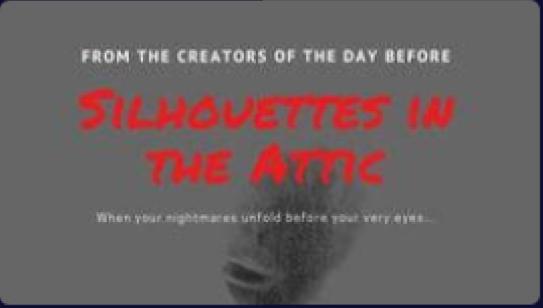 FROM THE CREATORS OF THE DAY BEFORE
SILHOUETTES IN
THE ATTIC
When your nightmares unfold before your very eyes...